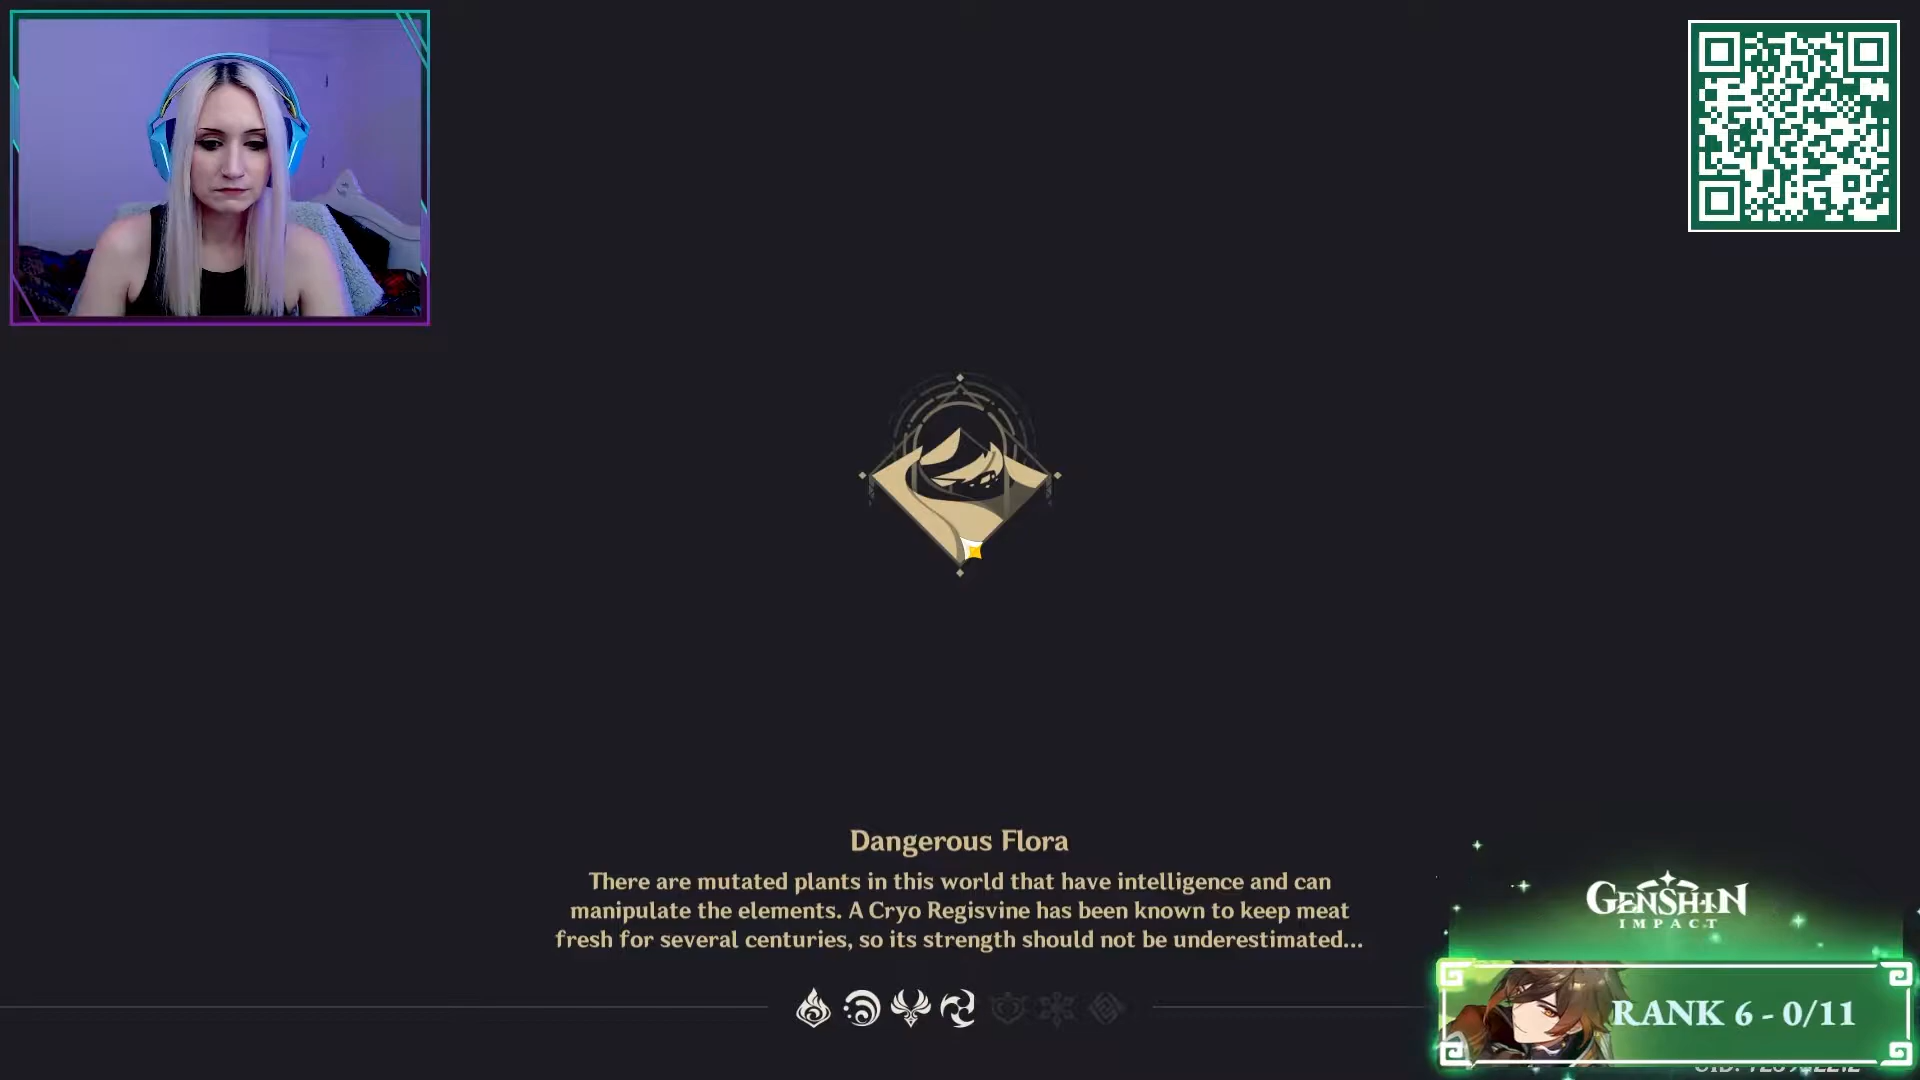 Dangerous Flora
There are mutated plants in this world that have intelligence and can
manipulate the elements. A Cryo Regisvine has been known to keep meat
fresh for several centuries, so its strength should not be underestimated...
GENSHIN
IMPACT
RANK 6 - 0/11